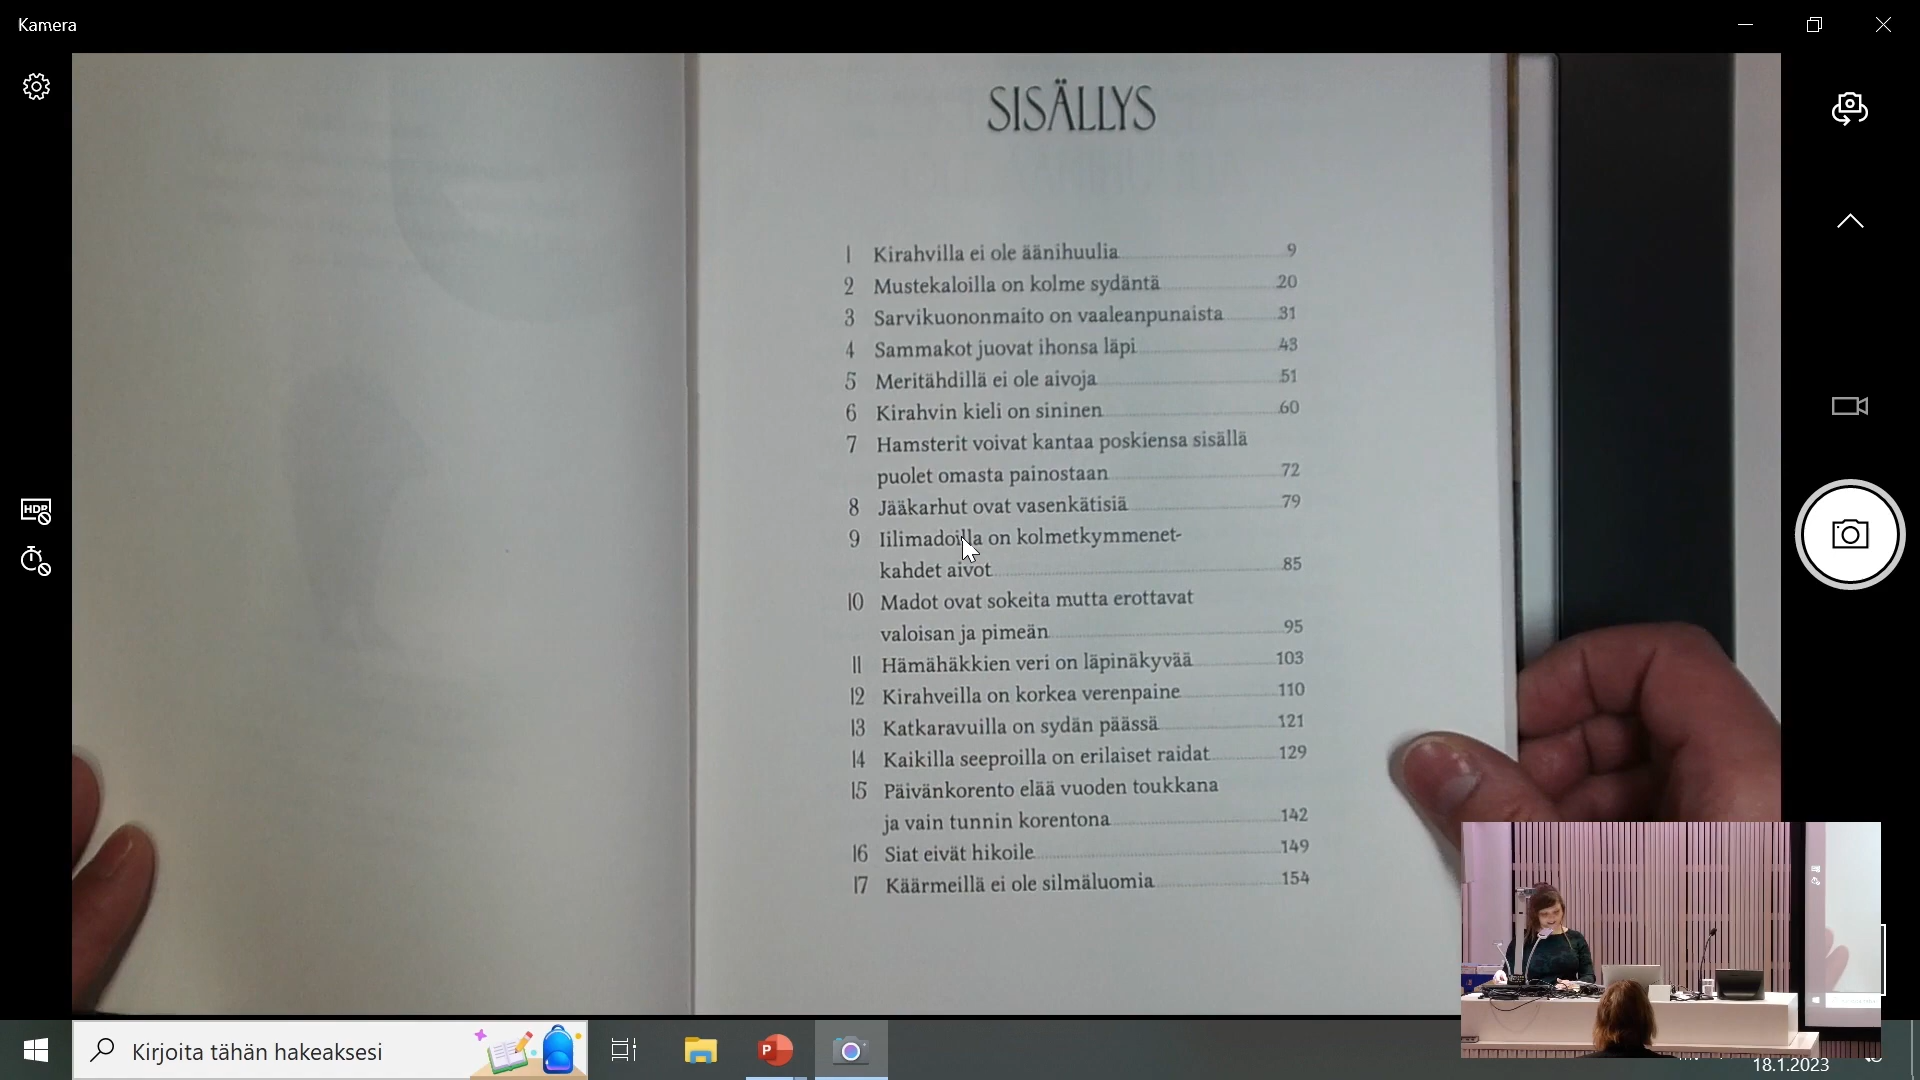 Kamera
SISÄLLYS
1 Kirahvilla ei ole äänihuulia 9
2 Mustekaloilla on kolme sydäntä 20
3 Sarvikuononmaito on vaaleanpunaista 31
4 Sammakot juovat ihonsa läpi 43
5 Meritähdillä ei ole aivoja 51
6 Kirahvin kieli on sininen 60
7 Hamsterit voivat kantaa poskiensa sisällä
puolet omasta painostaan 72
8 Jääkarhut ovat vasenkätisiä 79
9 Iilimadoilla on kolmetkymmenet-
kahdet aivot 85
10 Madot ovat sokeita mutta erottavat
valoisan ja pimeän 95
11 Hämähäkkien veri on läpinäkyvää 103
12 Kirahveilla on korkea verenpaine 110
13 Katkaravuilla on sydän päässä 121
14 Kaikilla seeproilla on erilaiset raidat 129
15 Päivänkorento elää vuoden toukkana
ja vain tunnin korentona 142
16 Siat eivät hikoile 149
17 Käärmeillä ei ole silmäluomia 154
HDR
Kirjoita tähän hakeaksesi
P
18.1.2023